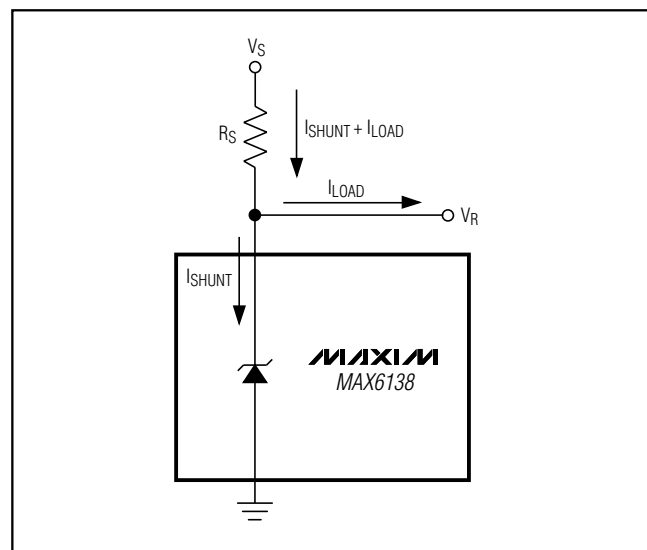 VS
RS
ISHUNT + ILOAD
ILOAD
VR
ISHUNT
MAXIM
MAX6138